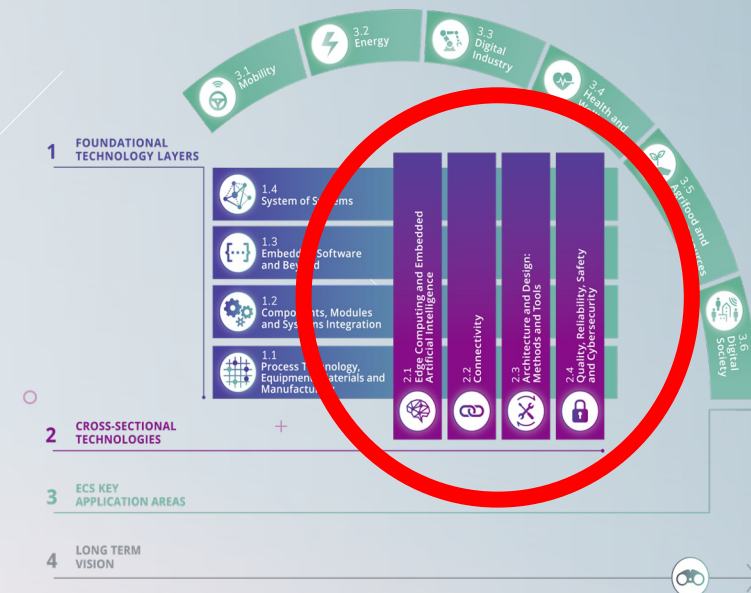 3.1
Mobility
3.2
Energy
3.3
Digital
Industry
3.4
Health and
3.5
Agrifood and
3.6
Digital
Society
1 FOUNDATIONAL
TECHNOLOGY LAYERS
1.4
System of Systems
1.3
Embedded Software
and Beyond
1.2
Components, Modules
and Systems Integration
1.1
Process Technology,
Equipment, Materials and
Manufacturing
2.1
Edge Computing and Embedded
Artificial Intelligence
2.2
Connectivity
2.3
Architecture and Design:
Methods and Tools
2.4
Quality, Reliability, Safety
and Cybersecurity
2 CROSS-SECTIONAL
TECHNOLOGIES
3 ECS KEY
APPLICATION AREAS
4 LONG TERM
VISION